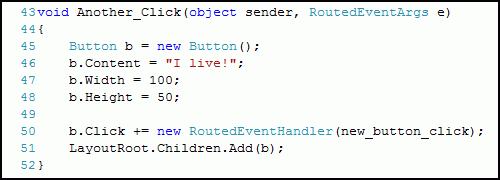 43void Another_Click(object sender, RoutedEventArgs e)
44{
45    Button b = new Button();
46    b.Content = "I live!";
47    b.Width = 100;
48    b.Height = 50;
49
50    b.Click += new RoutedEventHandler(new_button_click);
51    LayoutRoot.Children.Add(b);
52}